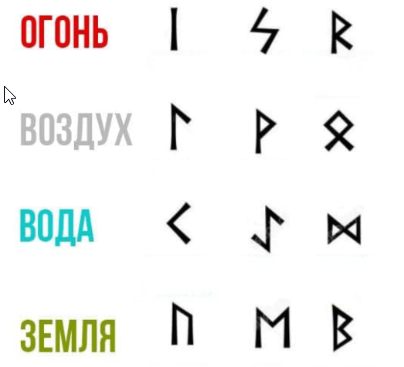 ОГОНЬ ᛁ ᛋ ᚱ
ВОЗДУХ ᛚ ᚹ ᛟ
ВОДА ᚲ ᛞ
ЗЕМЛЯ ᚢ ᛒ